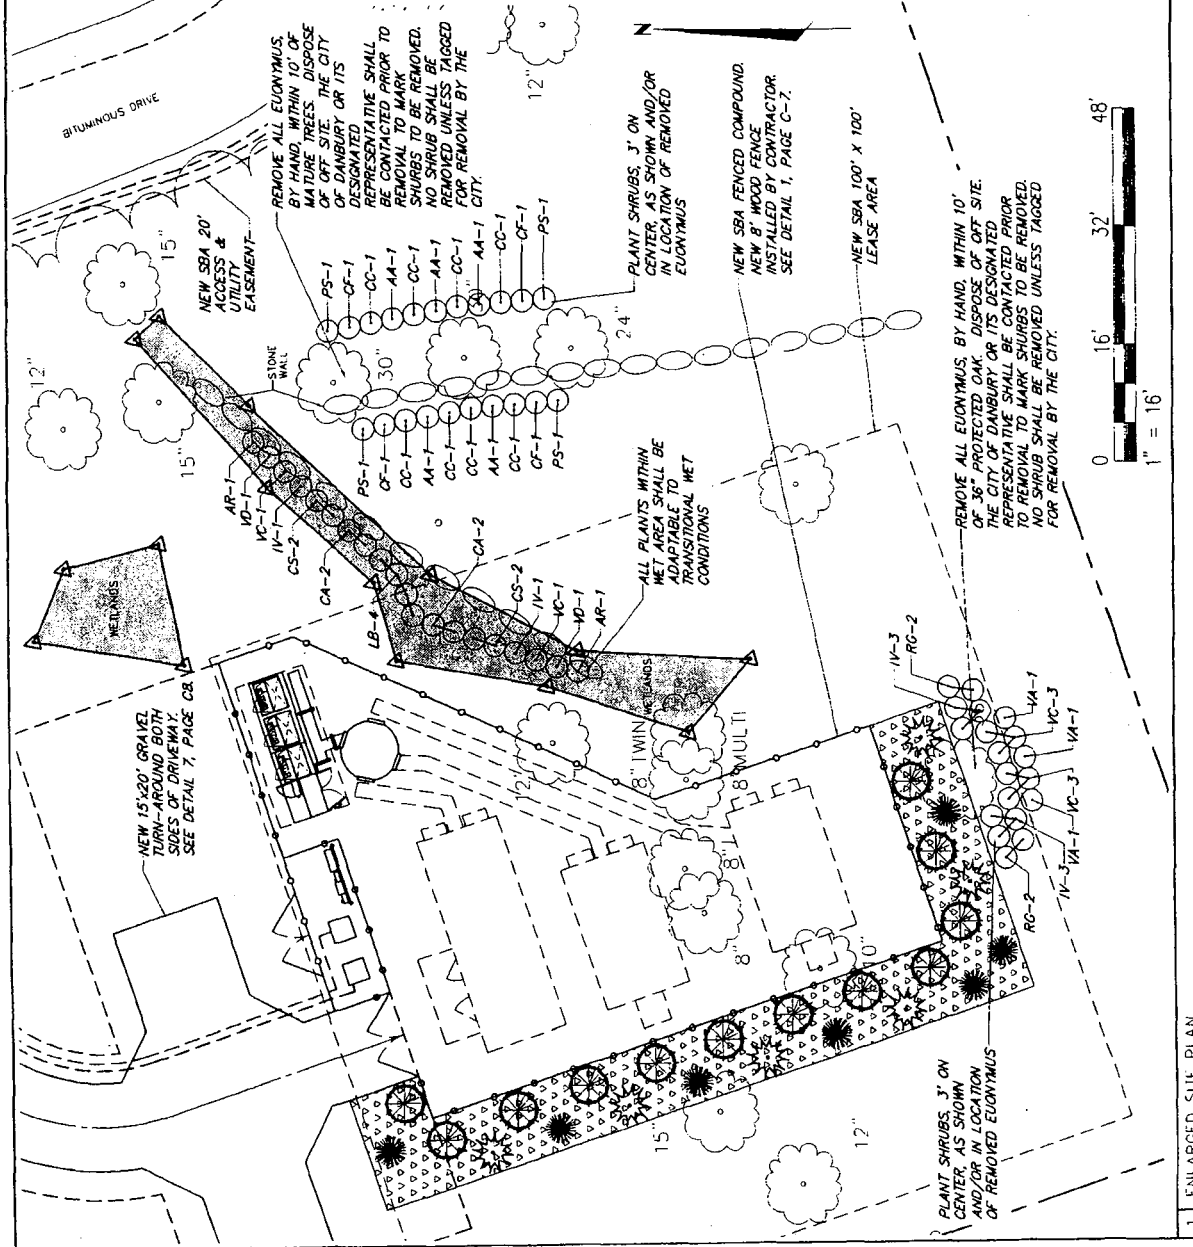 BITUMINOUS DRIVE
REMOVE ALL EUONYMUS,
BY HAND, WITHIN 10' OF
MATURE TREES. DISPOSE
OF OFF SITE. THE CITY
OF DANBURY OR ITS
DESIGNATED
REPRESENTATIVE SHALL
BE CONTACTED PRIOR TO
REMOVAL TO MARK
SHURBS TO BE REMOVED.
NO SHRUB SHALL BE
REMOVED UNLESS TAGGED
FOR REMOVAL BY THE
CITY.
12"
N
15"
NEW SBA 20'
ACCESS &
UTILITY
EASEMENT
12"
15"
STONE
WALL
30"
24"
PS-1
CF-1
CC-1
AA-1
CC-1
AA-1
CC-1
AA-1
CC-1
CF-1
PS-1
PLANT SHRUBS, 3' ON
CENTER, AS SHOWN AND/OR
IN LOCATION OF REMOVED
EUONYMUS
PS-1
CF-1
CC-1
AA-1
CC-1
CC-1
AA-1
CC-1
CF-1
PS-1
NEW SBA FENCED COMPOUND.
NEW 8' WOOD FENCE
INSTALLED BY CONTRACTOR.
SEE DETAIL 1, PAGE C-7.
NEW SBA 100' X 100'
LEASE AREA
AR-1
VD-1
VC-1
IV-1
CS-2
CA-2
LB-4
CA-2
CS-2
IV-1
VC-1
VD-1
AR-1
ALL PLANTS WITHIN
WET AREA SHALL BE
ADAPTABLE TO
TRANSITIONAL WET
CONDITIONS
WETLANDS
WETLANDS
NEW 15'x20' GRAVEL
TURN-AROUND BOTH
SIDES OF DRIVEWAY.
SEE DETAIL 7, PAGE C8.
12"
8" TWIN
8" MULTI
8"
8"
10"
15"
12"
REMOVE ALL EUONYMUS, BY HAND, WITHIN 10'
OF 36" PROTECTED OAK. DISPOSE OF OFF SITE.
THE CITY OF DANBURY OR ITS DESIGNATED
REPRESENTATIVE SHALL BE CONTACTED PRIOR
TO REMOVAL TO MARK SHURBS TO BE REMOVED.
NO SHRUB SHALL BE REMOVED UNLESS TAGGED
FOR REMOVAL BY THE CITY.
IV-3
RG-2
VA-1
VC-3
VA-1
VC-3
VA-1
IV-3
RG-2
PLANT SHRUBS, 3' ON
CENTER, AS SHOWN
AND/OR IN LOCATION
OF REMOVED EUONYMUS
0 16' 32' 48'
1" = 16'
1 ENLARGED SITE PLAN